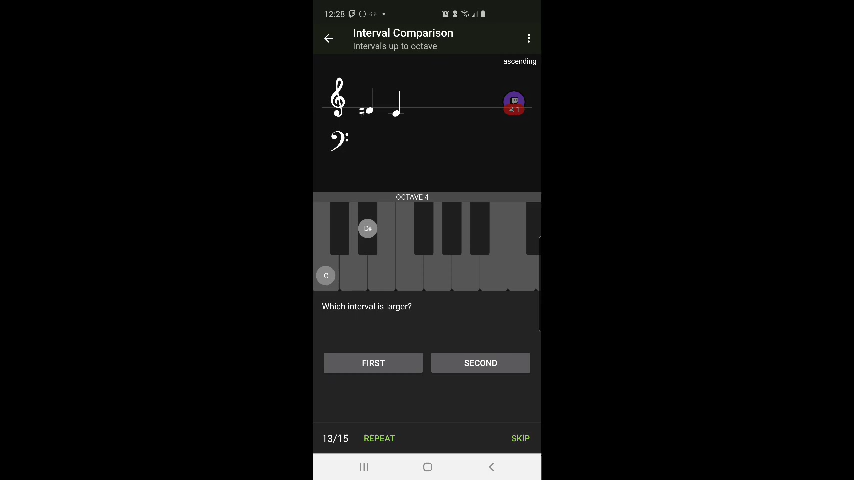 12:28
Interval Comparison
Intervals up to octave
ascending
OCTAVE 4
D#
C
Which interval is larger?
FIRST SECOND
13/15 REPEAT SKIP